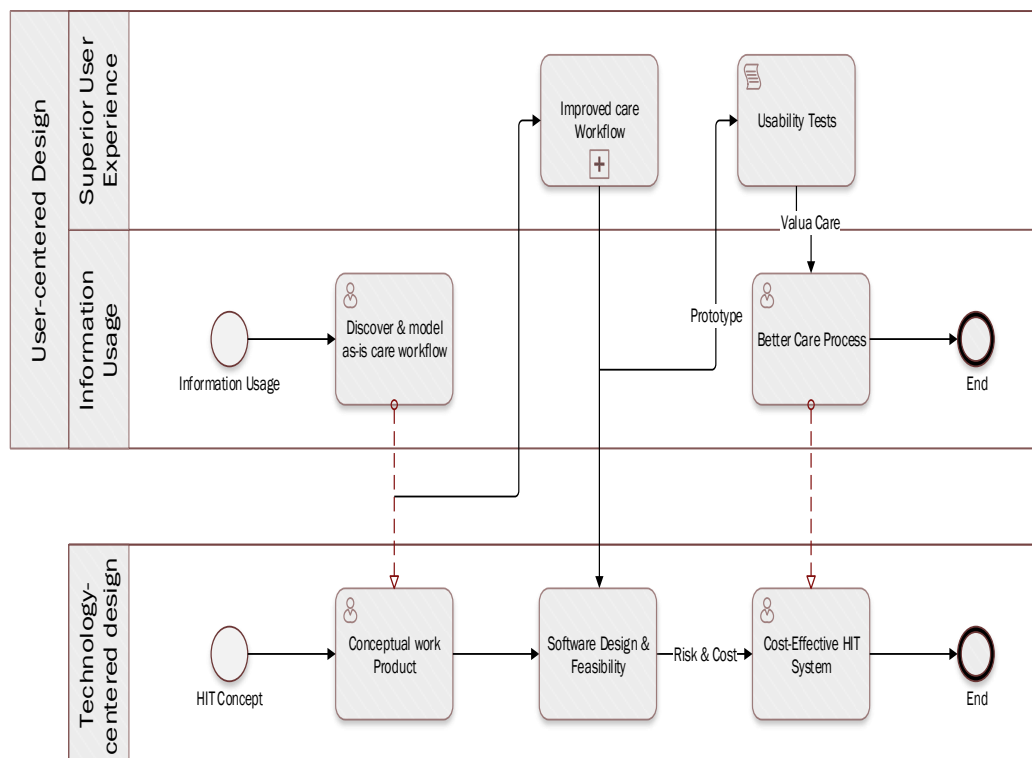 User-centered Design
Superior User
Experience
Improved care
Workflow
Usability Tests
Valua Care
Information
Usage
Information Usage
Discover & model
as-is care workflow
Prototype
Better Care Process
End
Technology-
centered design
HIT Concept
Conceptual work
Product
Software Design &
Feasibility
Risk & Cost
Cost-Effective HIT
System
End